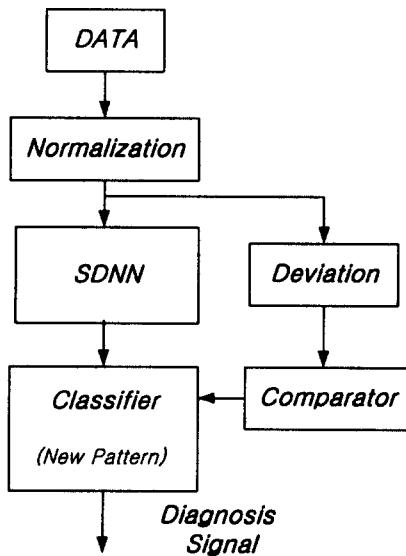 DATA
Normalization
SDNN
Deviation
Classifier
(New Pattern)
Comparator
Diagnosis
Signal